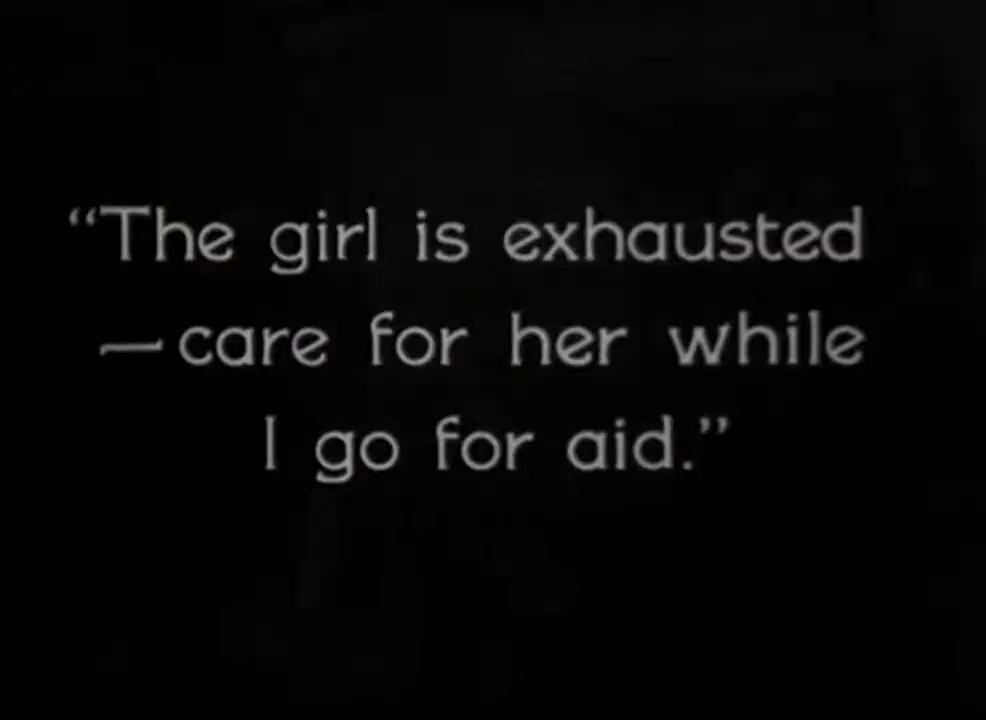 “The girl is exhausted
—care for her while
I go for aid.”